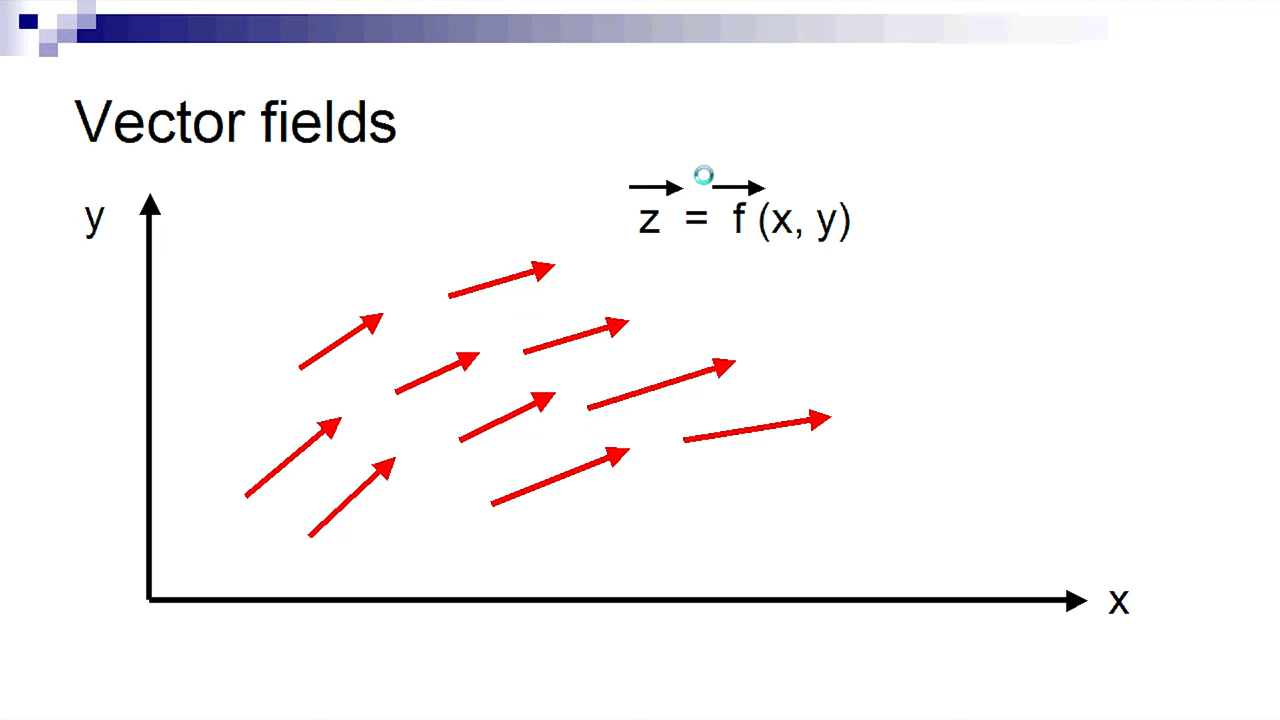 Vector fields
y
z = f (x, y)
x